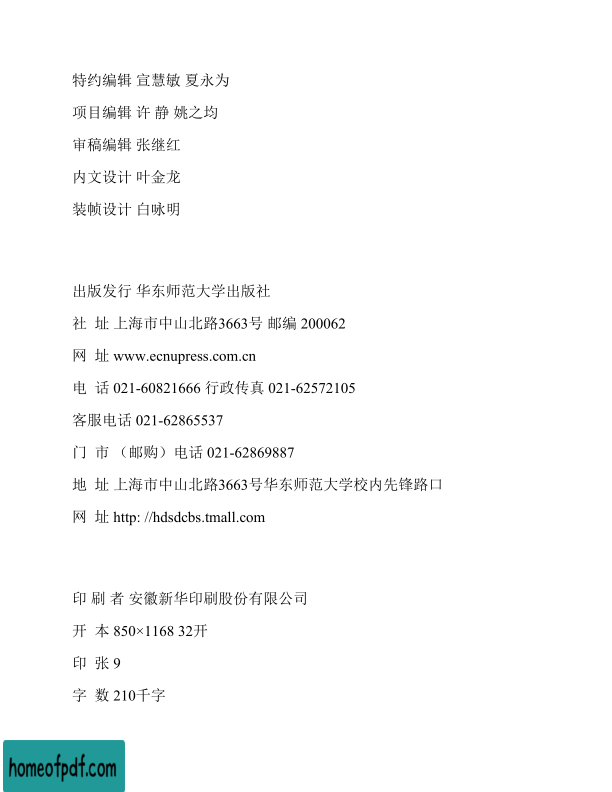 特约编辑 宣慧敏 夏永为
项目编辑 许 静 姚之均
审稿编辑 张继红
内文设计 叶金龙
装帧设计 白咏明
出版发行 华东师范大学出版社
社 址 上海市中山北路3663号 邮编 200062
网 址 www.ecnupress.com.cn
电 话 021-60821666 行政传真 021-62572105
客服电话 021-62865537
门 市 （邮购）电话 021-62869887
地 址 上海市中山北路3663号华东师范大学校内先锋路口
网 址 http: //hdsdcbs.tmall.com
印 刷 者 安徽新华印刷股份有限公司
开 本 850×1168 32开
印 张 9
字 数 210千字
homeofpdf.com